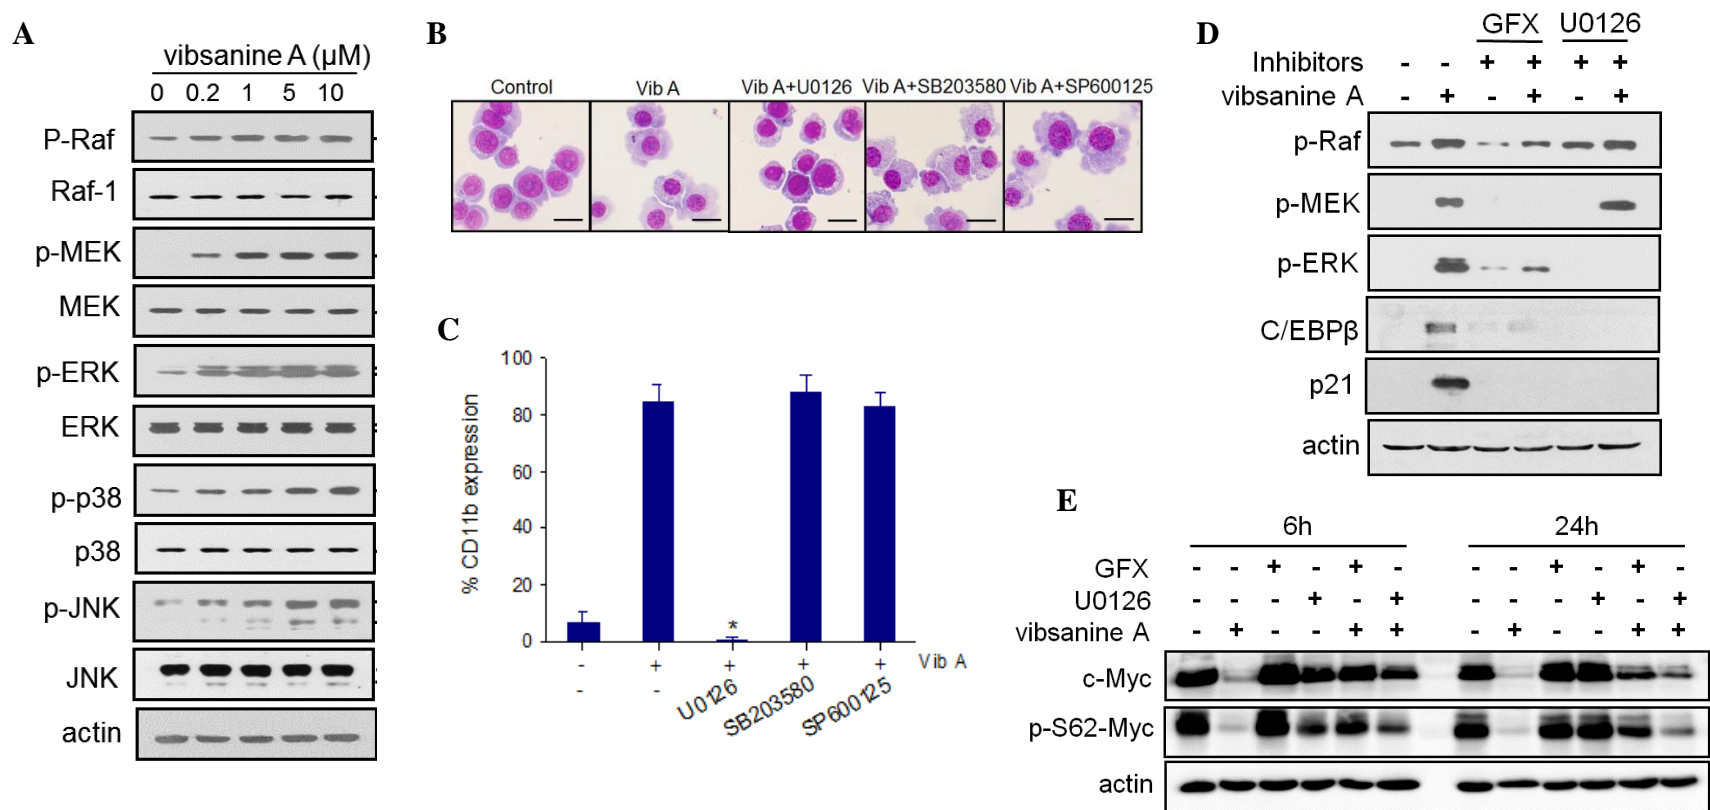 A
vibsanine A (μM)
0 0.2 1 5 10
P-Raf
Raf-1
p-MEK
MEK
p-ERK
ERK
p-p38
p38
p-JNK
JNK
actin
B
Control Vib A Vib A+U0126 Vib A+SB203580 Vib A+SP600125
C
% CD11b expression
100
80
60
40
20
0
*
- + + + + Vib A
- - U0126 SB203580 SP600125
D
GFX U0126
Inhibitors - - + + + +
vibsanine A - + - + - +
p-Raf
p-MEK
p-ERK
C/EBPβ
p21
actin
E
6h 24h
GFX - - + - + - - - + - + -
U0126 - - - + - + - - - + - +
vibsanine A - + - - + + - + - - + +
c-Myc
p-S62-Myc
actin